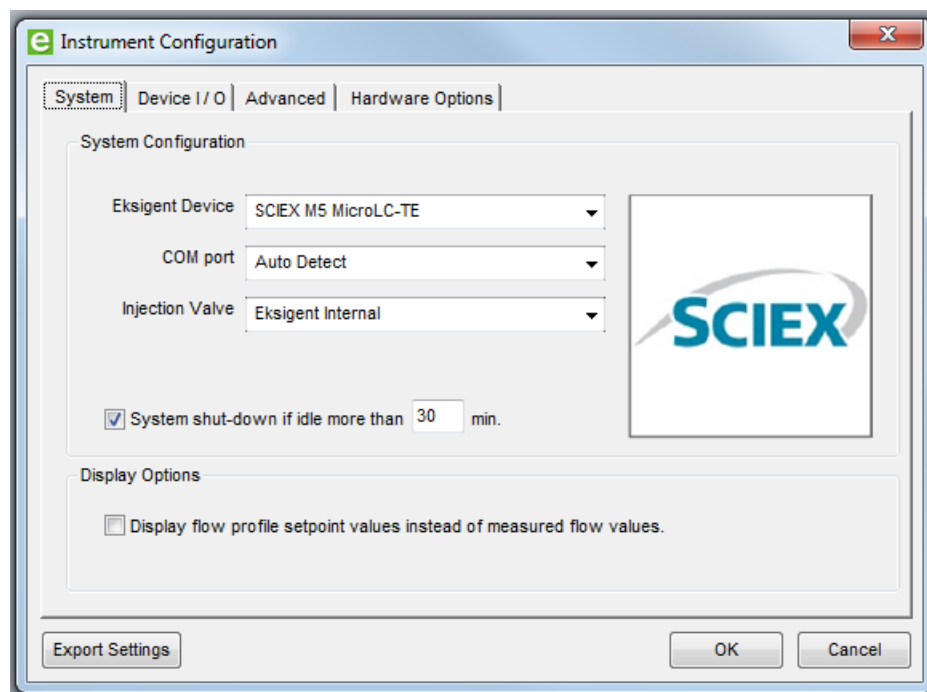 e Instrument Configuration
System Device I / O Advanced Hardware Options
System Configuration
Eksigent Device SCIEX M5 MicroLC-TE
COM port Auto Detect
Injection Valve Eksigent Internal
SCIEX
System shut-down if idle more than 30 min.
Display Options
Display flow profile setpoint values instead of measured flow values.
Export Settings OK Cancel